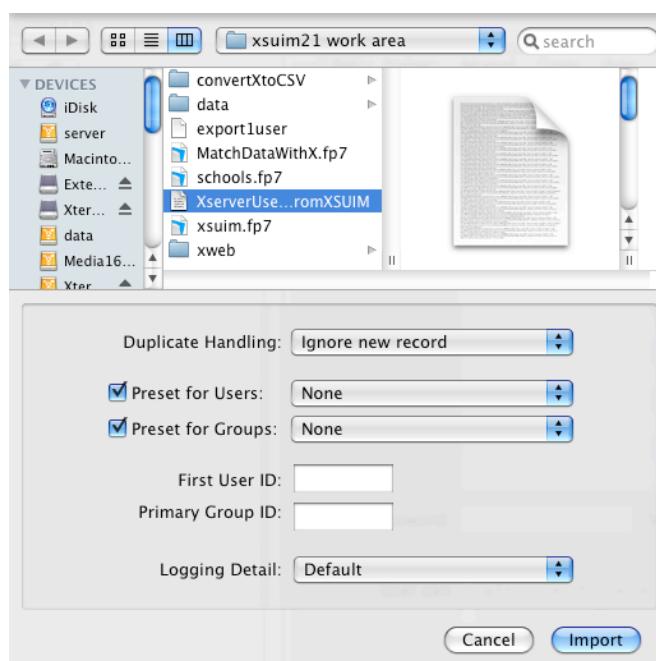 xsuim21 work area
search
DEVICES
iDisk
server
Macinto...
Exte...
Xter...
data
Media16...
Xter
convertXtoCSV
data
export1user
MatchDataWithX.fp7
schools.fp7
XserverUse...romXSUIM
xsuim.fp7
xweb
Duplicate Handling: Ignore new record
Preset for Users: None
Preset for Groups: None
First User ID:
Primary Group ID:
Logging Detail: Default
Cancel Import